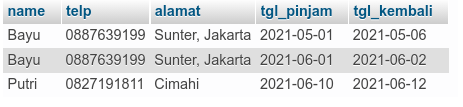 name telp alamat tgl_pinjam tgl_kembali
Bayu 0887639199 Sunter, Jakarta 2021-05-01 2021-05-06
Bayu 0887639199 Sunter, Jakarta 2021-06-01 2021-06-02
Putri 0827191811 Cimahi 2021-06-10 2021-06-12